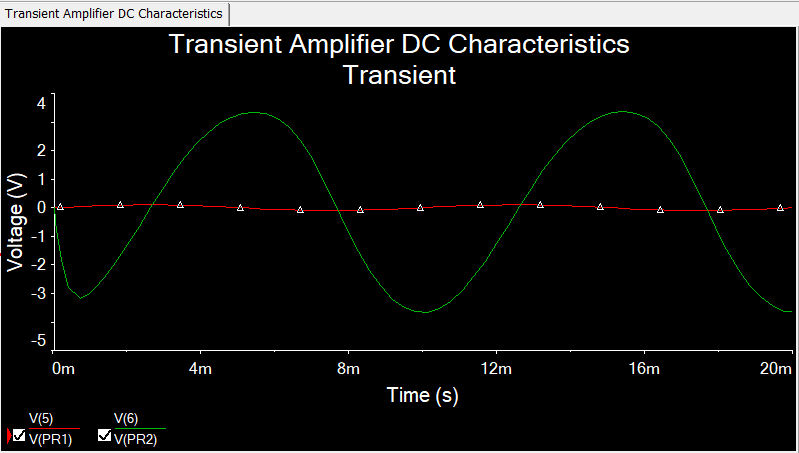 Transient Amplifier DC Characteristics
Transient Amplifier DC Characteristics
Transient
Voltage (V)
4
2
1
0
-1
-2
-3
-5
0m 4m 8m 12m 16m 20m
Time (s)
V(5) V(6)
V(PR1) V(PR2)